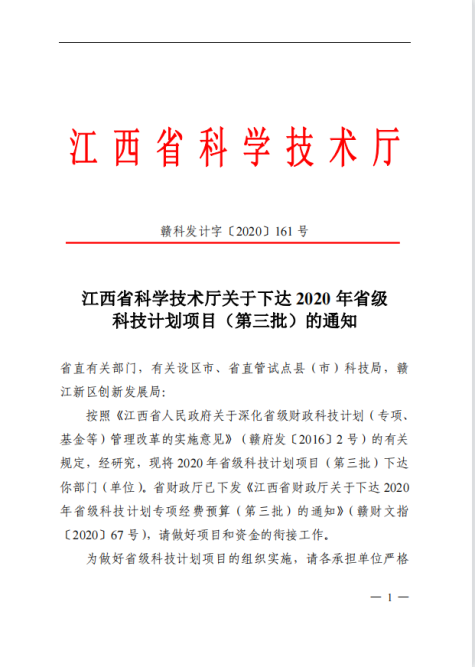 江西省科学技术厅
赣科发计字〔2020〕161 号
江西省科学技术厅关于下达 2020 年省级
科技计划项目（第三批）的通知
省直有关部门，有关设区市、省直管试点县（市）科技局，赣
江新区创新发展局：
按照《江西省人民政府关于深化省级财政科技计划（专项、
基金等）管理改革的实施意见》（赣府发〔2016〕2 号）的有关
规定，经研究，现将 2020 年省级科技计划项目（第三批）下达
你部门（单位）。省财政厅已下发《江西省财政厅关于下达 2020
年省级科技计划专项经费预算（第三批）的通知》（赣财文指
〔2020〕67 号），请做好项目和资金的衔接工作。
为做好省级科技计划项目的组织实施，请各承担单位严格
— 1 —